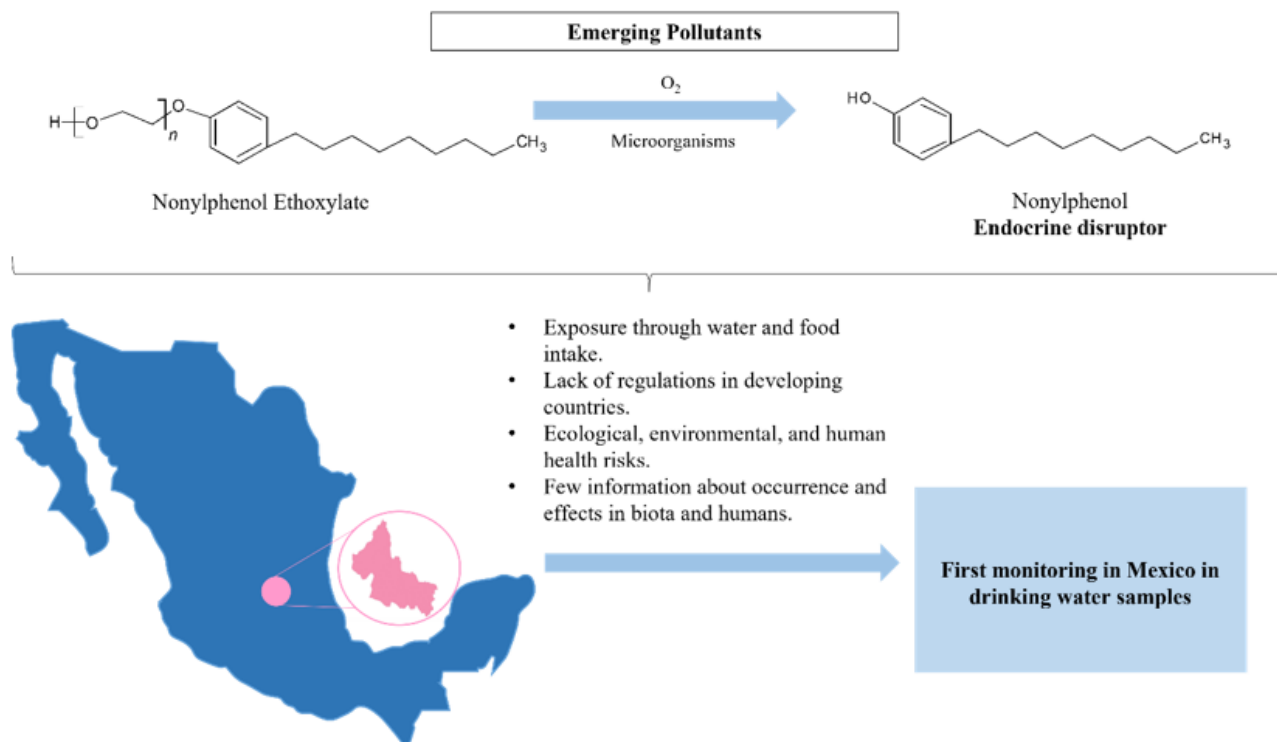 Emerging Pollutants
H
O
n
O
CH3
Nonylphenol Ethoxylate
O2
Microorganisms
HO
CH3
Nonylphenol
Endocrine disruptor
• Exposure through water and food
intake.
• Lack of regulations in developing
countries.
• Ecological, environmental, and human
health risks.
• Few information about occurrence and
effects in biota and humans.
First monitoring in Mexico in
drinking water samples